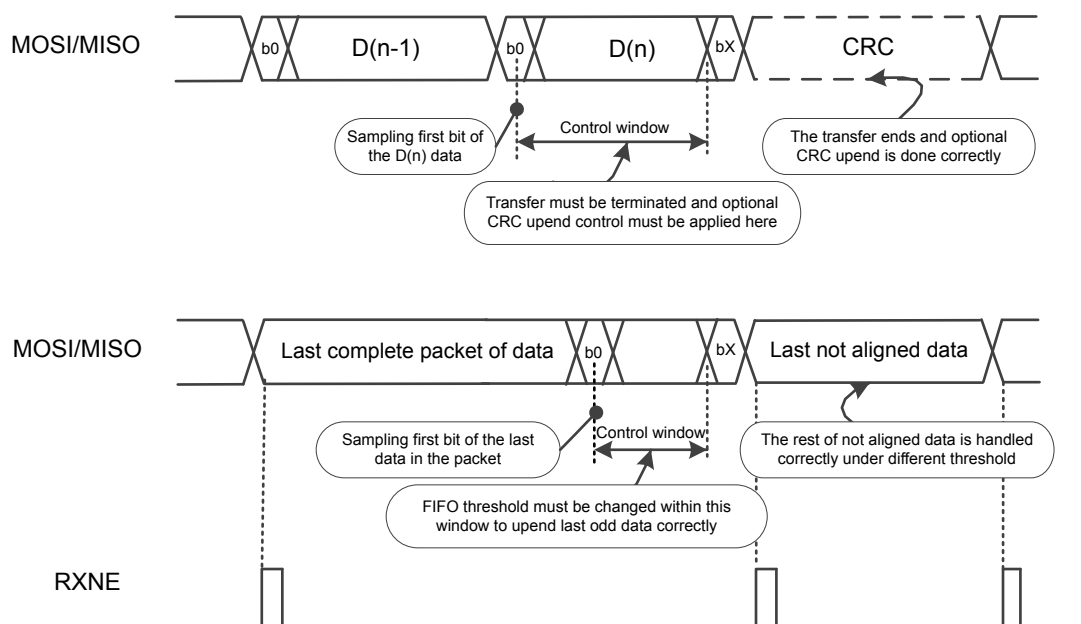 MOSI/MISO
b0
D(n-1)
b0
D(n)
bX
CRC
Sampling first bit of
the D(n) data
Control window
The transfer ends and optional
CRC upend is done correctly
Transfer must be terminated and optional
CRC upend control must be applied here
MOSI/MISO
Last complete packet of data
b0
bX
Last not aligned data
Sampling first bit of the last
data in the packet
Control window
The rest of not aligned data is handled
correctly under different threshold
FIFO threshold must be changed within this
window to upend last odd data correctly
RXNE